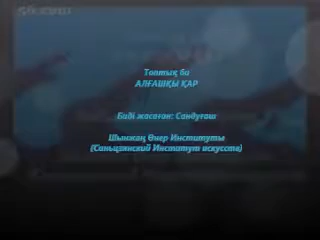 Топтық би
АЛҒАШҚЫ ҚАР
Биді жасаған: Сандуғаш
Шыңжаң Өнер Институты
(Синьцзянский Институт искусств)